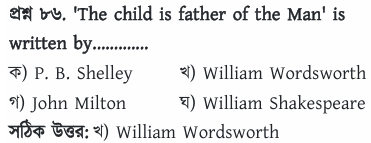 প্রশ্ন ৮৬. 'The child is father of the Man' is
written by.............
ক) P. B. Shelley খ) William Wordsworth
গ) John Milton ঘ) William Shakespeare
সঠিক উত্তর: খ) William Wordsworth